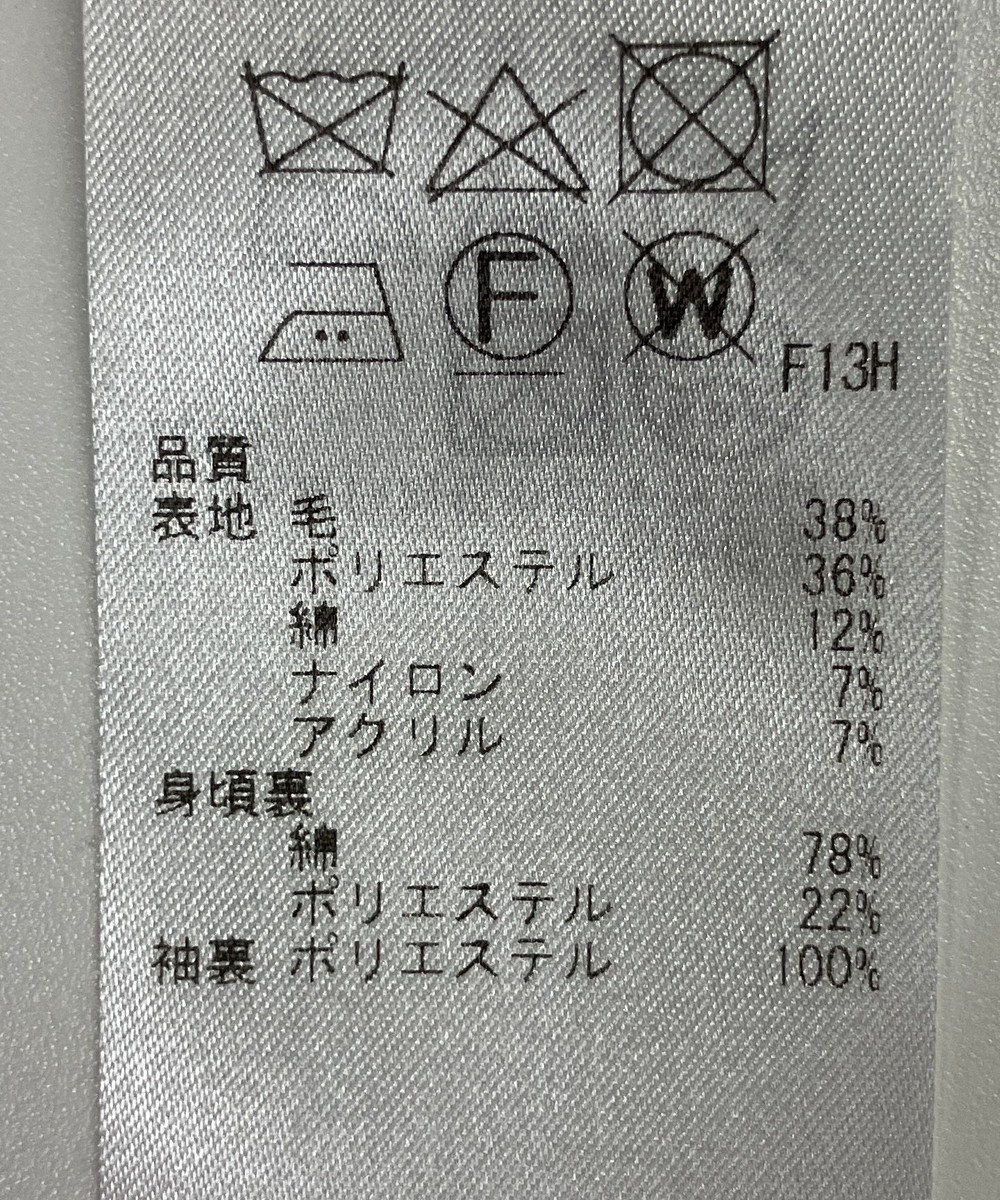 F W
F13H
品質
表地 毛 38%
ポリエステル 36%
綿 12%
ナイロン 7%
アクリル 7%
身頃裏
綿 78%
ポリエステル 22%
袖裏 ポリエステル 100%